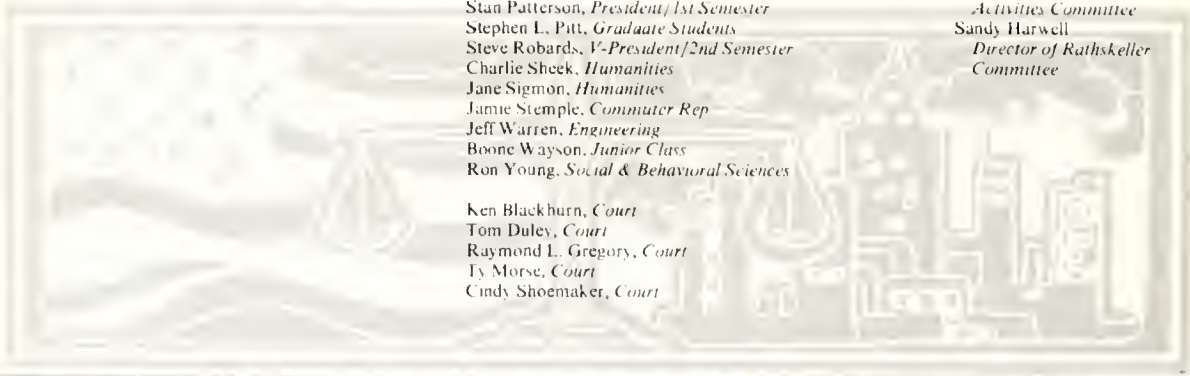 Stan Patterson, President/1st Semester
Stephen L. Pitt, Graduate Students
Steve Robards, V-President/2nd Semester
Charlie Sheek, Humanities
Jane Sigmon, Humanities
Jamie Stemple, Commuter Rep
Jeff Warren, Engineering
Boone Wayson, Junior Class
Ron Young, Social & Behavioral Sciences
Ken Blackhurn, Court
Tom Duley, Court
Raymond L. Gregory, Court
Ty Morse, Court
Cindy Shoemaker, Court
Activities Committee
Sandy Harwell
Director of Rathskeller
Committee